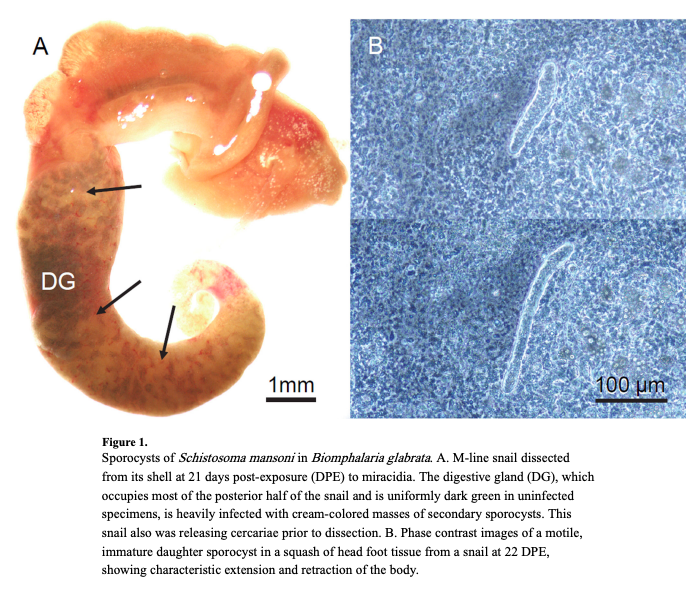 A
B
DG
1mm
100 µm
Figure 1.
Sporocysts of Schistosoma mansoni in Biomphalaria glabrata. A. M-line snail dissected
from its shell at 21 days post-exposure (DPE) to miracidia. The digestive gland (DG), which
occupies most of the posterior half of the snail and is uniformly dark green in uninfected
specimens, is heavily infected with cream-colored masses of secondary sporocysts. This
snail also was releasing cercariae prior to dissection. B. Phase contrast images of a motile,
immature daughter sporocyst in a squash of head foot tissue from a snail at 22 DPE,
showing characteristic extension and retraction of the body.